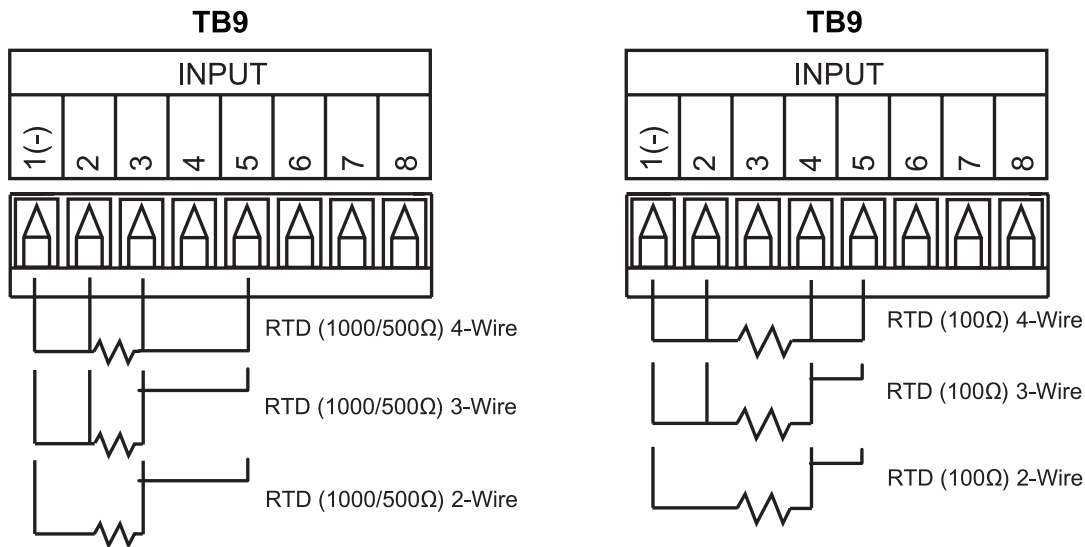 TB9
INPUT
1(-) 2 3 4 5 6 7 8
RTD (1000/500Ω) 4-Wire
RTD (1000/500Ω) 3-Wire
RTD (1000/500Ω) 2-Wire
TB9
INPUT
1(-) 2 3 4 5 6 7 8
RTD (100Ω) 4-Wire
RTD (100Ω) 3-Wire
RTD (100Ω) 2-Wire